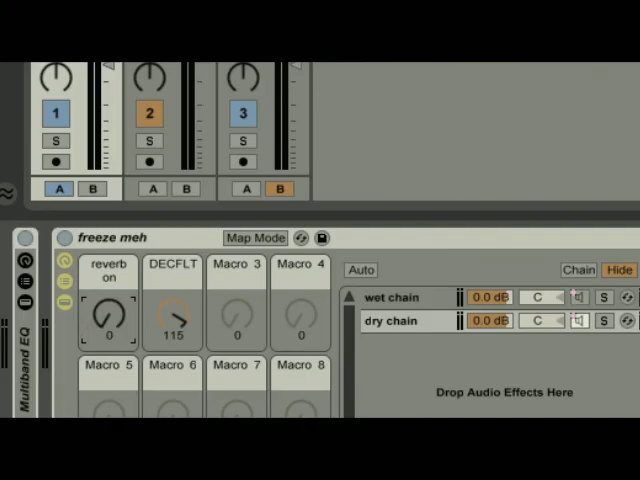 1 2 3
S S S
A B A B A B
freeze meh Map Mode
reverb on DECFLT Macro 3 Macro 4
0 115 0 0
Macro 5 Macro 6 Macro 7 Macro 8
Auto Chain Hide
wet chain 0.0 dB C S
dry chain 0.0 dB C S
Drop Audio Effects Here
Multiband EQ